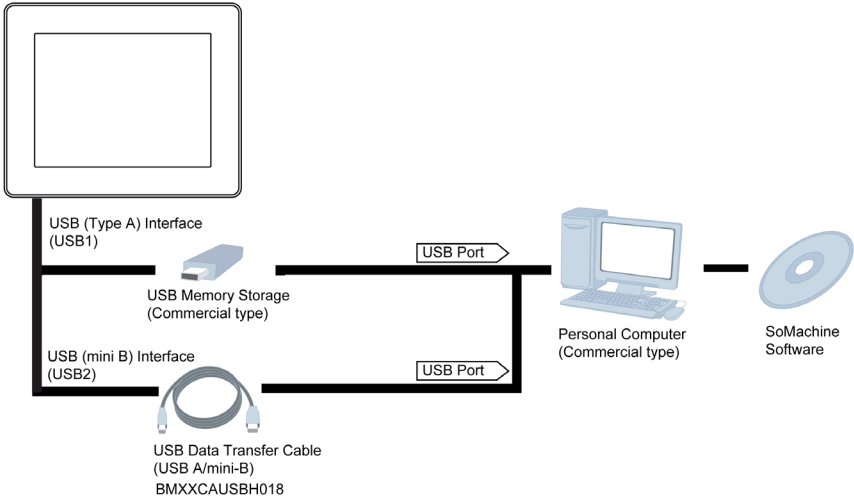 USB (Type A) Interface
(USB1)
USB Port
USB Memory Storage
(Commercial type)
Personal Computer
(Commercial type)
SoMachine
Software
USB (mini B) Interface
(USB2)
USB Port
USB Data Transfer Cable
(USB A/mini-B)
BMXXCAUSBH018